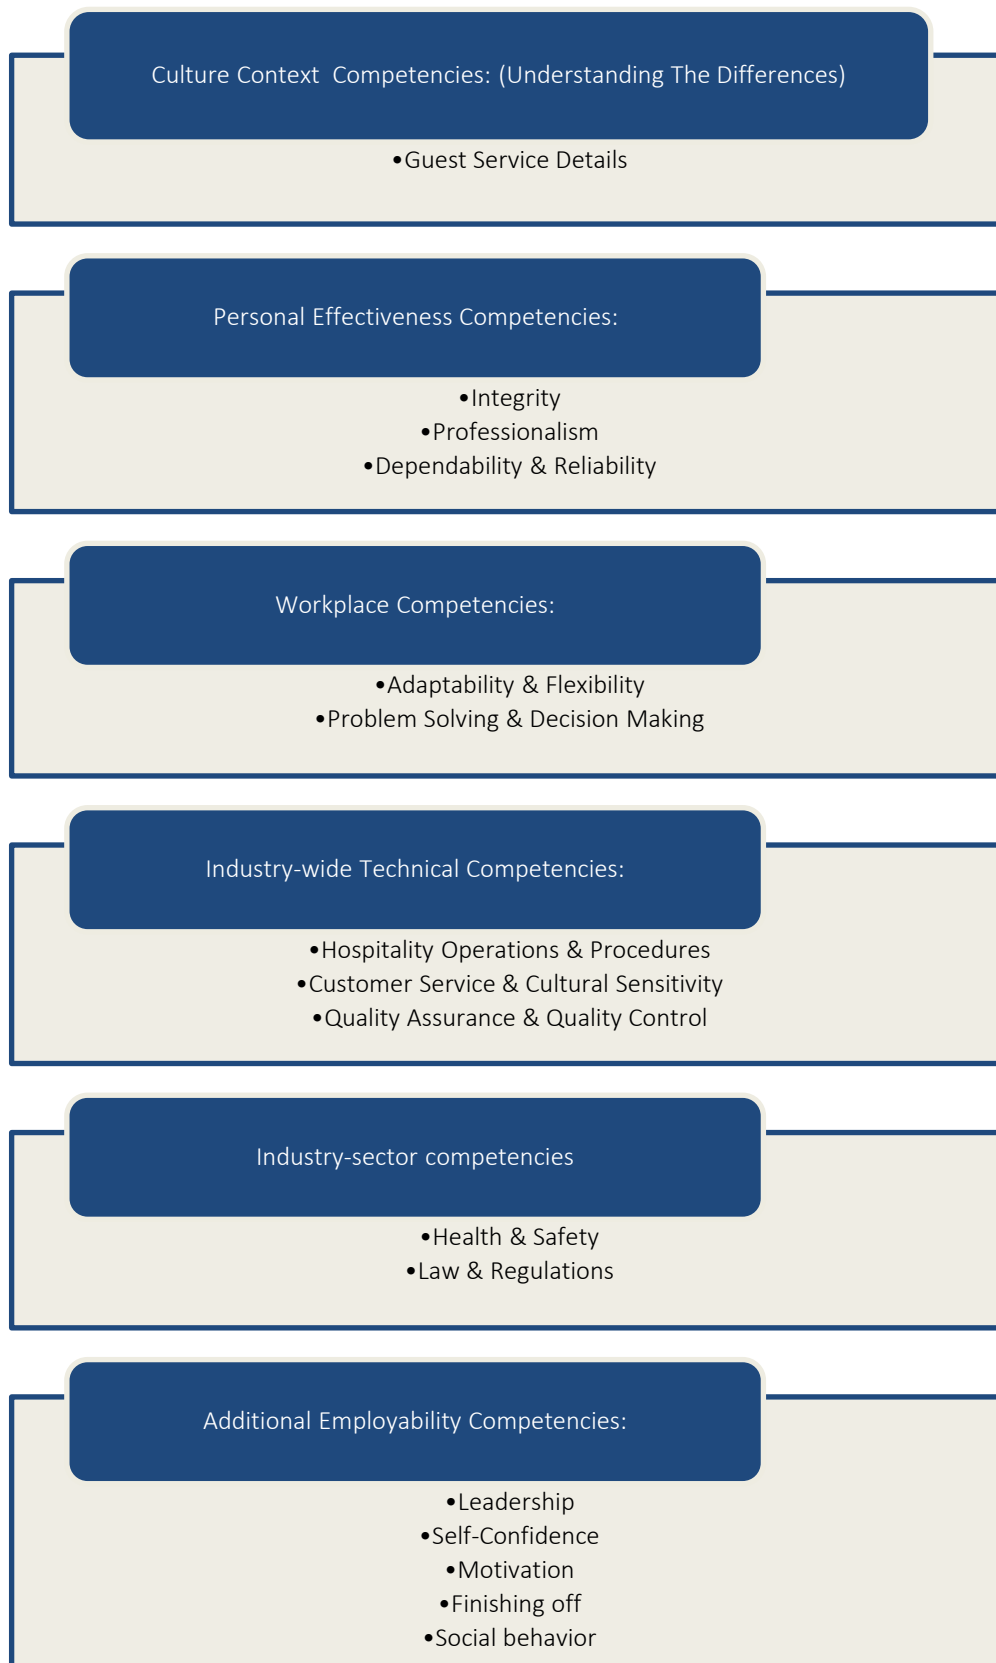 Culture Context  Competencies: (Understanding The Differences)
•Guest Service Details
Personal Effectiveness Competencies:
•Integrity
•Professionalism
•Dependability & Reliability
Workplace Competencies:
•Adaptability & Flexibility
•Problem Solving & Decision Making
Industry-wide Technical Competencies:
•Hospitality Operations & Procedures
•Customer Service & Cultural Sensitivity
•Quality Assurance & Quality Control
Industry-sector competencies
•Health & Safety
•Law & Regulations
Additional Employability Competencies:
•Leadership
•Self-Confidence
•Motivation
•Finishing off
•Social behavior